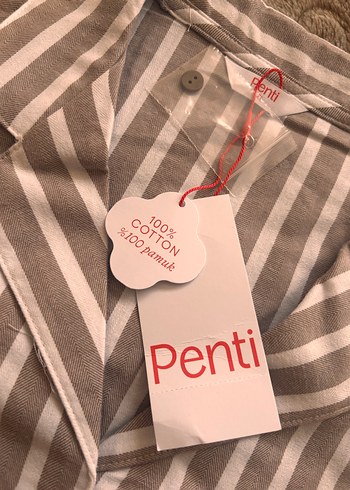 Penti
100%
COTTON
%100 pamuk
Penti